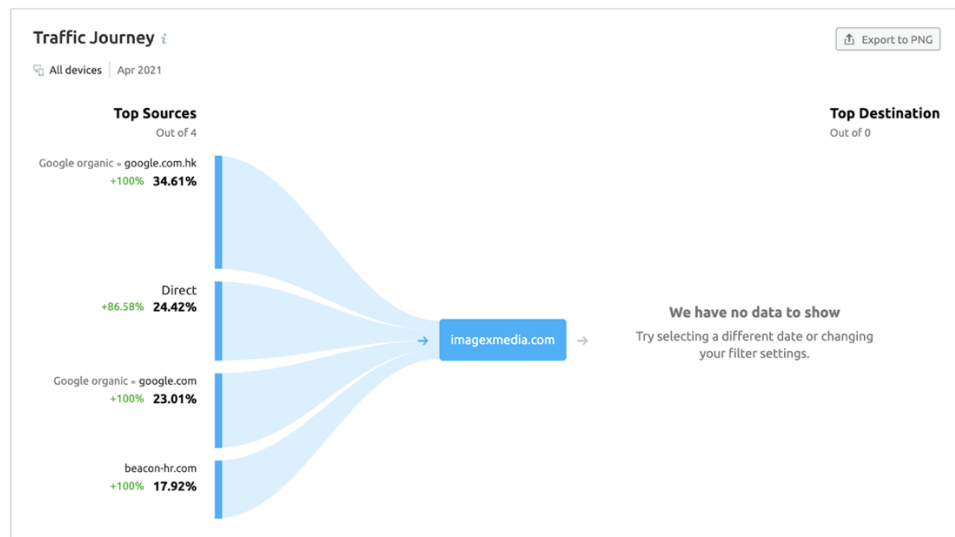 Traffic Journey i
Export to PNG
All devices | Apr 2021
Top Sources
Out of 4
Top Destination
Out of 0
Google organic = google.com.hk
+100% 34.61%
Direct
+86.58% 24.42%
Google organic = google.com
+100% 23.01%
beacon-hr.com
+100% 17.92%
imagexmedia.com
We have no data to show
Try selecting a different date or changing
your filter settings.